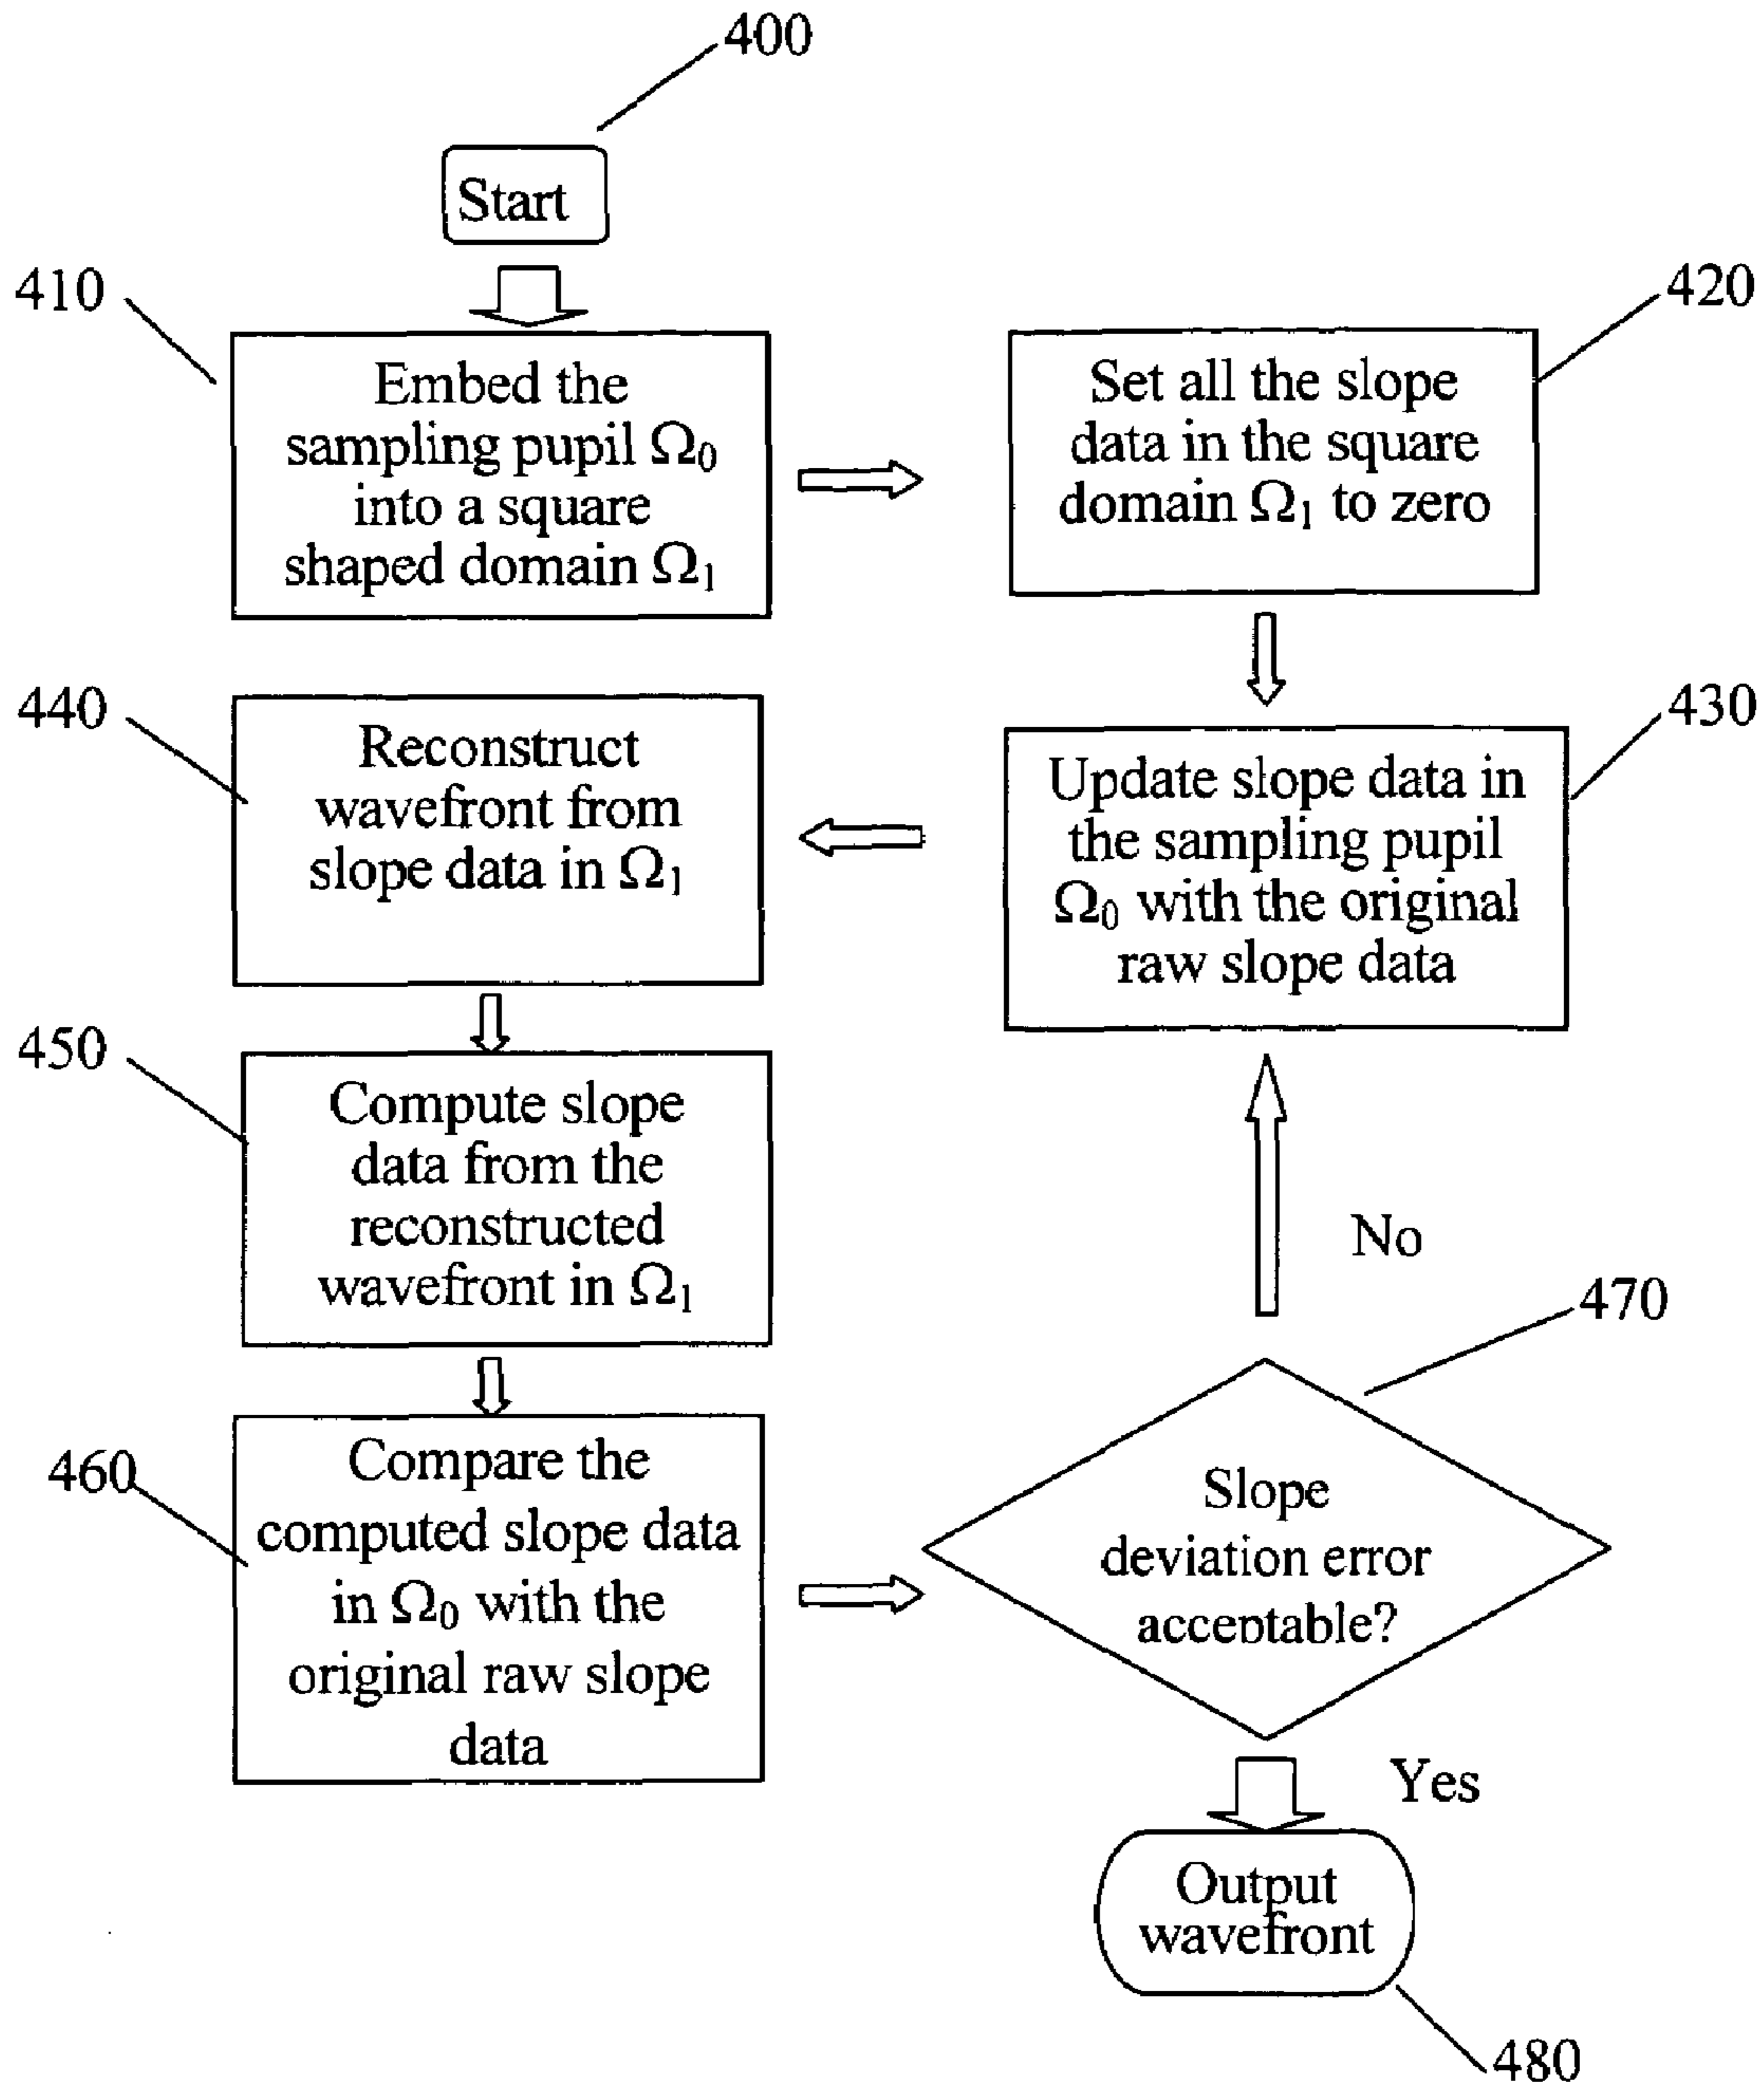 400
Start
410
Embed the
sampling pupil Ω₀
into a square
shaped domain Ω₁
420
Set all the slope
data in the square
domain Ω₁ to zero
430
Update slope data in
the sampling pupil
Ω₀ with the original
raw slope data
440
Reconstruct
wavefront from
slope data in Ω₁
450
Compute slope
data from the
reconstructed
wavefront in Ω₁
460
Compare the
computed slope data
in Ω₀ with the
original raw slope
data
470
Slope
deviation error
acceptable?
No
Yes
Output
wavefront
480